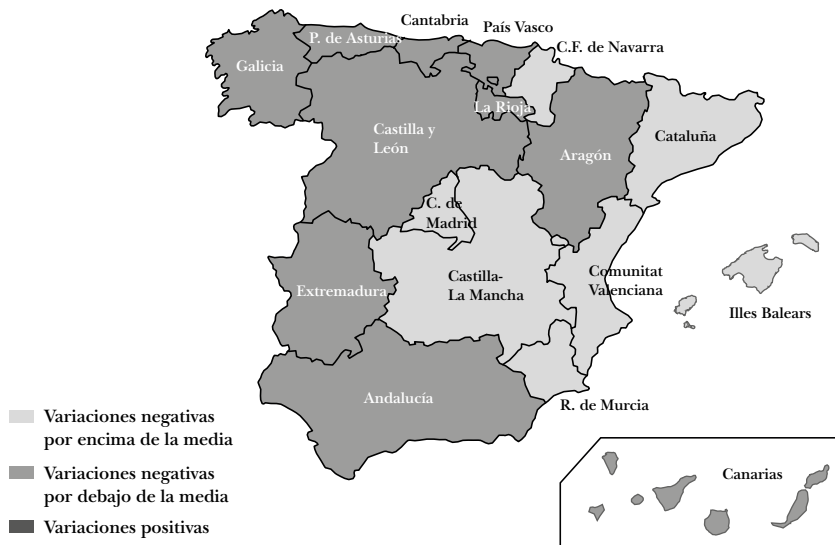 Cantabria
País Vasco
P. de Asturias
C.F. de Navarra
Galicia
La Rioja
Castilla y
León
Cataluña
Aragón
C. de
Madrid
Castilla-
La Mancha
Comunitat
Valenciana
Extremadura
Illes Balears
Andalucía
R. de Murcia
Variaciones negativas
por encima de la media
Variaciones negativas
por debajo de la media
Variaciones positivas
Canarias